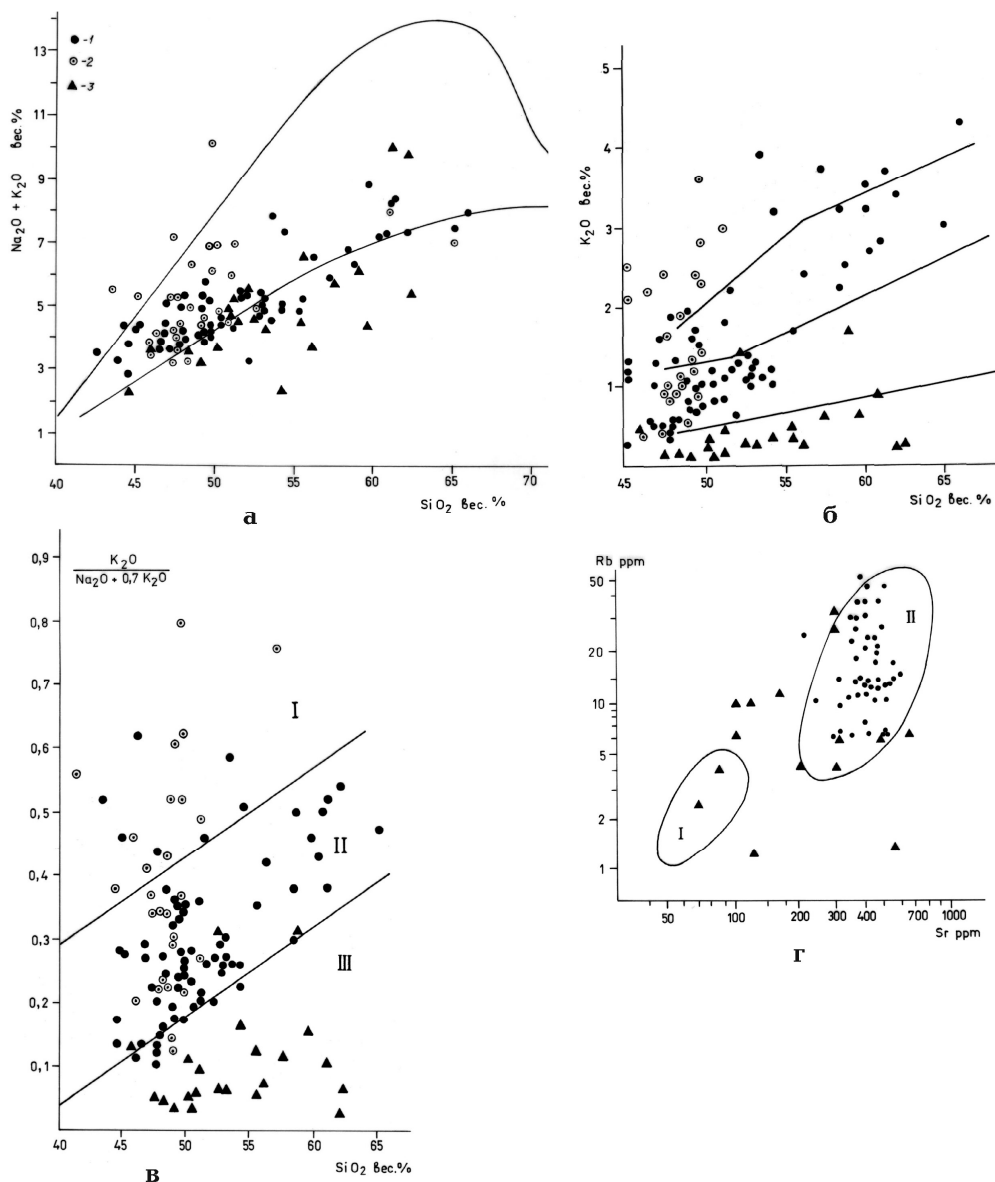 13
11
9
7
5
3
1
Na₂O + K₂O вес.%
-1
-2
-3
40 45 50 55 60 65 70
SiO₂ вес. %
а
5
4
3
2
1
K₂O вес.%
45 50 55 60 65
SiO₂ вес. %
б
0,9
0,8
0,7
0,6
0,5
0,4
0,3
0,2
0,1
K₂O
Na₂O + 0,7 K₂O
I
II
III
40 45 50 55 60 65
SiO₂ вес.%
в
Rb ppm
50
20
10
5
2
1
II
I
50 100 200 300 400 700 1000
Sr ppm
г